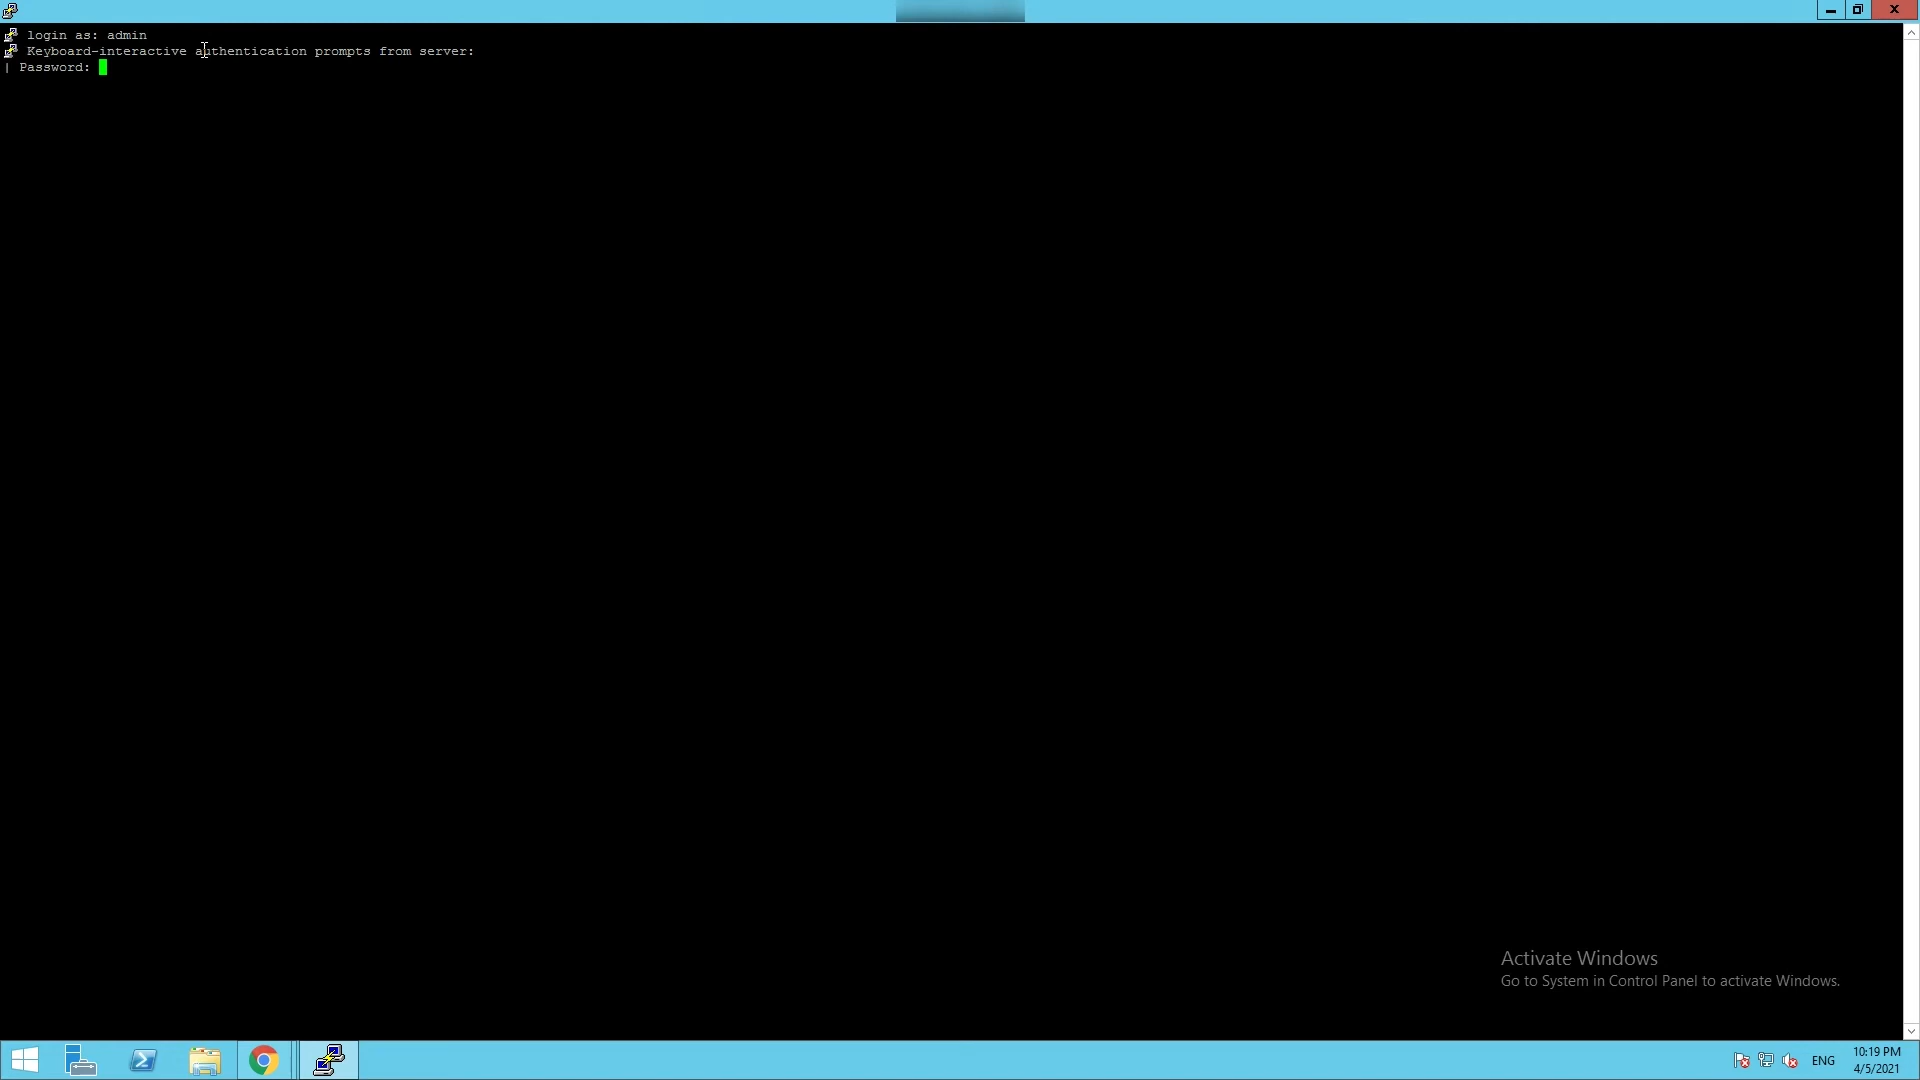 login as: admin
Keyboard-interactive authentication prompts from server:
| Password:
Activate Windows
Go to System in Control Panel to activate Windows.
ENG
10:19 PM
4/5/2021